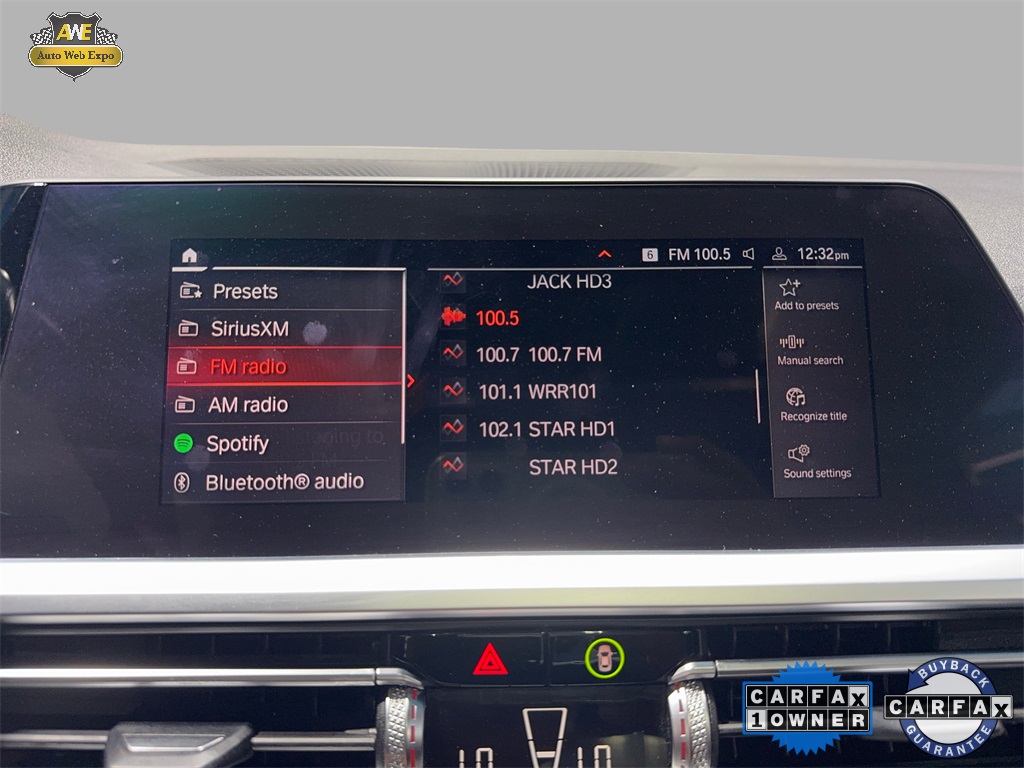 AWE
Auto Web Expo
6 FM 100.5 12:32pm
Presets
SiriusXM
FM radio
AM radio
Spotify
Bluetooth® audio
JACK HD3
100.5
100.7 100.7 FM
101.1 WRR101
102.1 STAR HD1
STAR HD2
Add to presets
Manual search
Recognize title
Sound settings
CARFAX
1 OWNER
BUYBACK
CARFAX
GUARANTEE